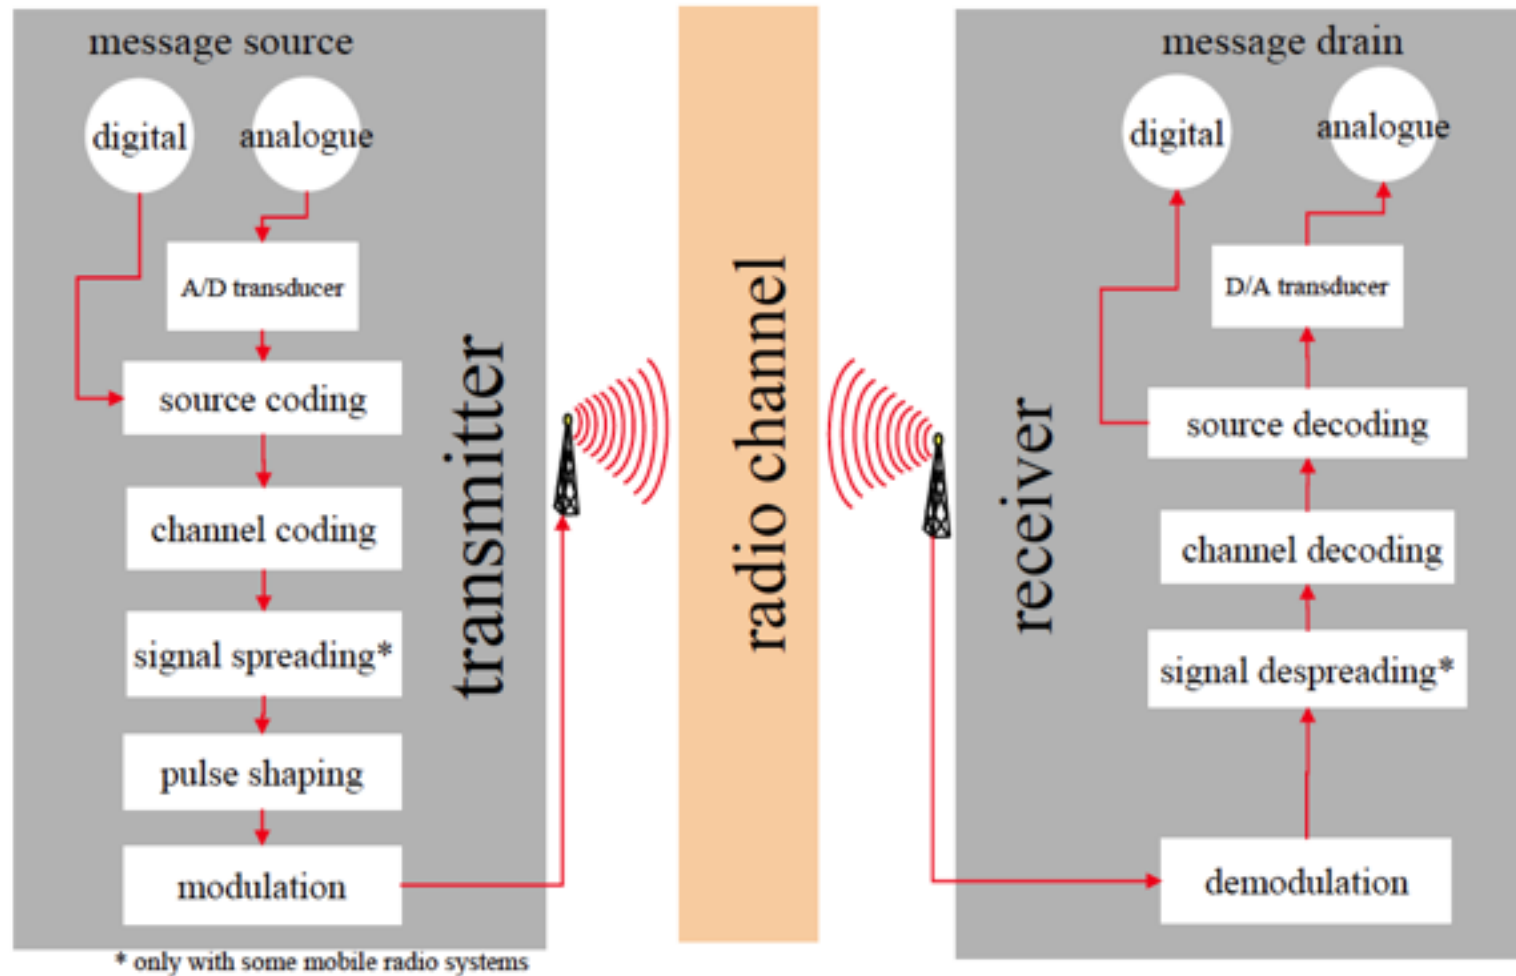 message source
digital
analogue
A/D transducer
source coding
channel coding
signal spreading*
pulse shaping
modulation
transmitter
* only with some mobile radio systems
radio channel
message drain
digital
analogue
D/A transducer
source decoding
channel decoding
signal despreading*
demodulation
receiver